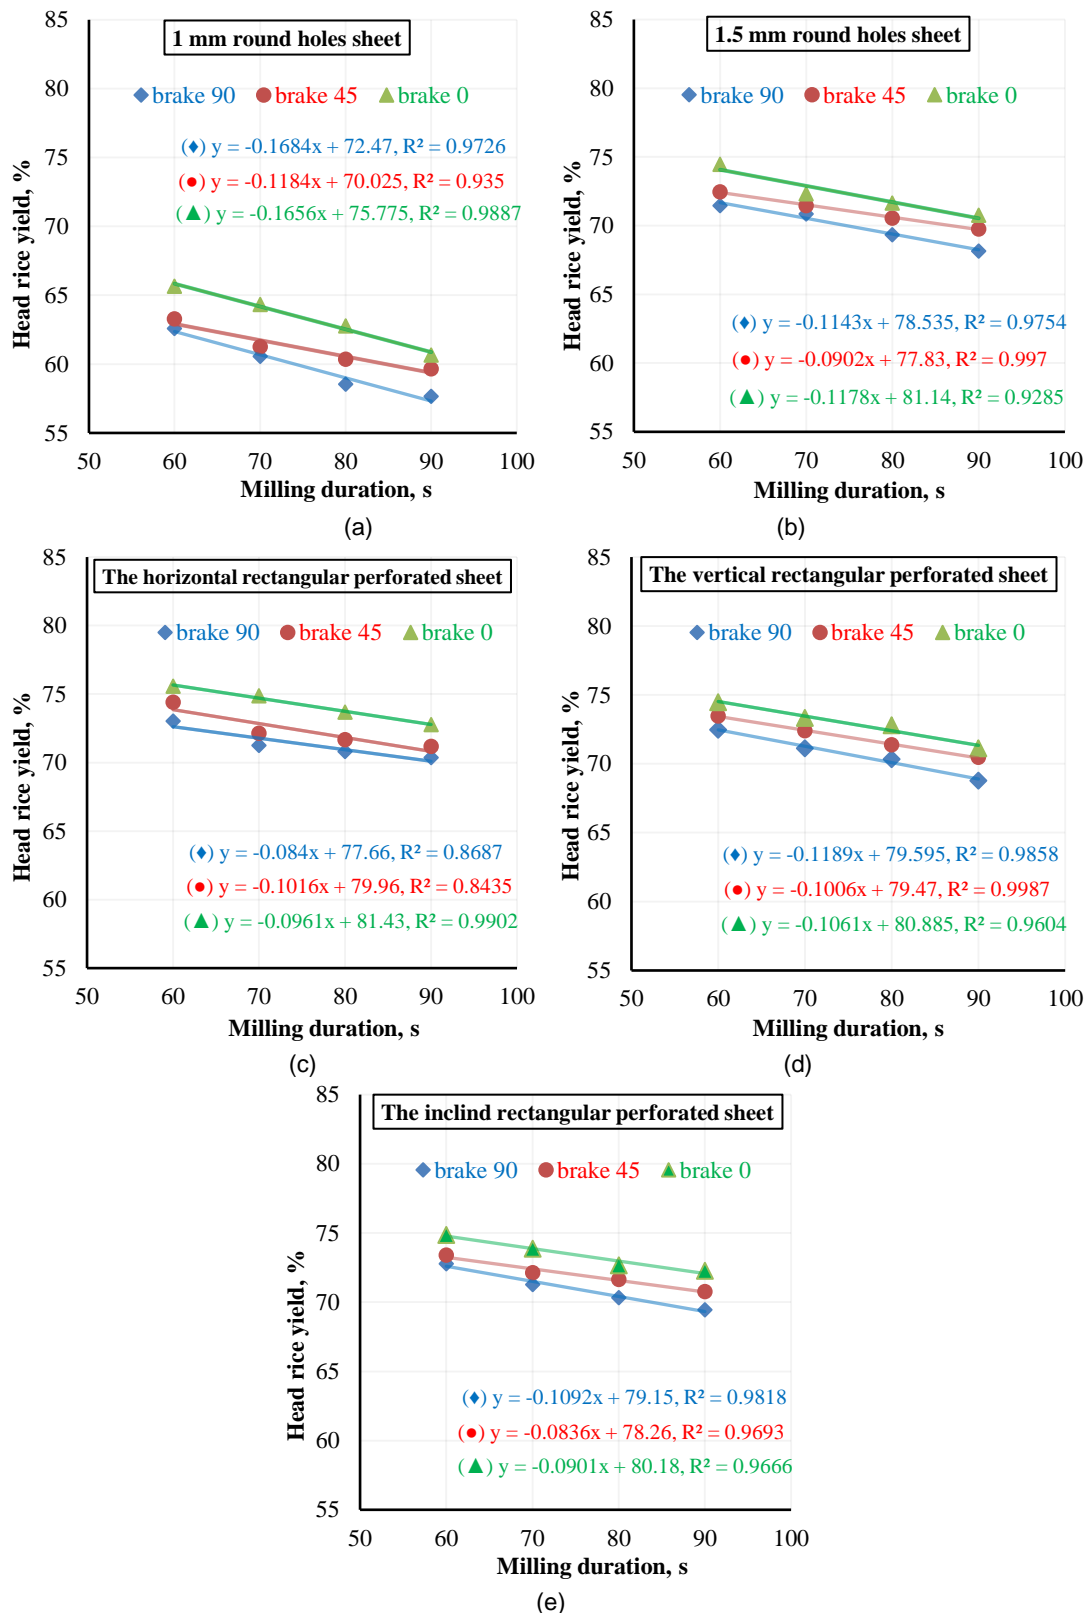 1 mm round holes sheet
brake 90 brake 45 brake 0
(♦) y = -0.1684x + 72.47, R² = 0.9726
(●) y = -0.1184x + 70.025, R² = 0.935
(▲) y = -0.1656x + 75.775, R² = 0.9887
Head rice yield, %
85
80
75
70
65
60
55
50 60 70 80 90 100
Milling duration, s
(a)
1.5 mm round holes sheet
brake 90 brake 45 brake 0
(♦) y = -0.1143x + 78.535, R² = 0.9754
(●) y = -0.0902x + 77.83, R² = 0.997
(▲) y = -0.1178x + 81.14, R² = 0.9285
Head rice yield, %
85
80
75
70
65
60
55
50 60 70 80 90 100
Milling duration, s
(b)
The horizontal rectangular perforated sheet
brake 90 brake 45 brake 0
(♦) y = -0.084x + 77.66, R² = 0.8687
(●) y = -0.1016x + 79.96, R² = 0.8435
(▲) y = -0.0961x + 81.43, R² = 0.9902
Head rice yield, %
85
80
75
70
65
60
55
50 60 70 80 90 100
Milling duration, s
(c)
The vertical rectangular perforated sheet
brake 90 brake 45 brake 0
(♦) y = -0.1189x + 79.595, R² = 0.9858
(●) y = -0.1006x + 79.47, R² = 0.9987
(▲) y = -0.1061x + 80.885, R² = 0.9604
Head rice yield, %
85
80
75
70
65
60
55
50 60 70 80 90 100
Milling duration, s
(d)
The inclind rectangular perforated sheet
brake 90 brake 45 brake 0
(♦) y = -0.1092x + 79.15, R² = 0.9818
(●) y = -0.0836x + 78.26, R² = 0.9693
(▲) y = -0.0901x + 80.18, R² = 0.9666
Head rice yield, %
85
80
75
70
65
60
55
50 60 70 80 90 100
Milling duration, s
(e)